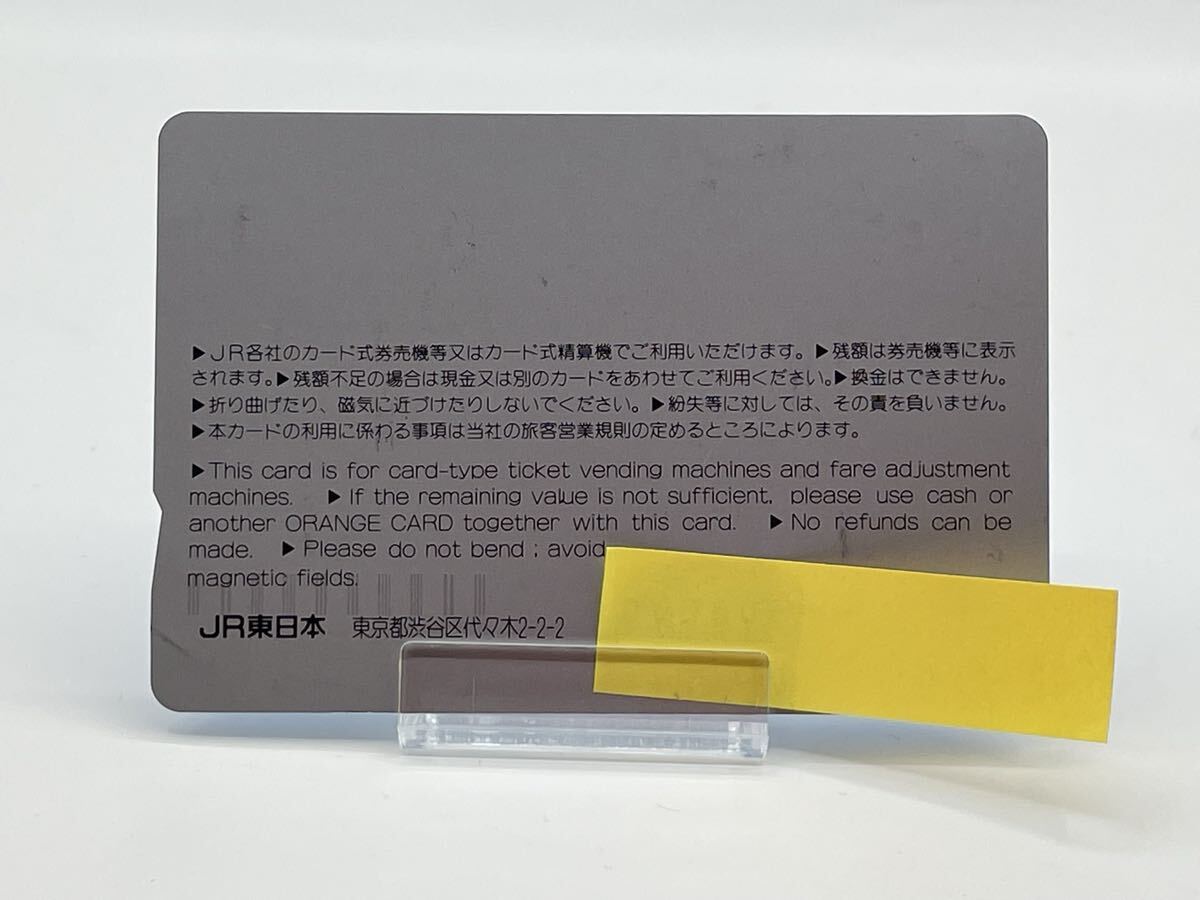 ▶JR各社のカード式券売機等又はカード式精算機でご利用いただけます。▶残額は券売機等に表示
されます。▶残額不足の場合は現金又は別のカードをあわせてご利用ください。▶換金はできません。
▶折り曲げたり、磁気に近づけたりしないでください。▶紛失等に対しては、その責を負いません。
▶本カードの利用に係わる事項は当社の旅客営業規則の定めるところによります。
▶This card is for card-type ticket vending machines and fare adjustment
machines. ▶If the remaining value is not sufficient, please use cash or
another ORANGE CARD together with this card. ▶No refunds can be
made. ▶Please do not bend ; avoid
magnetic fields.
JR東日本 東京都渋谷区代々木2-2-2